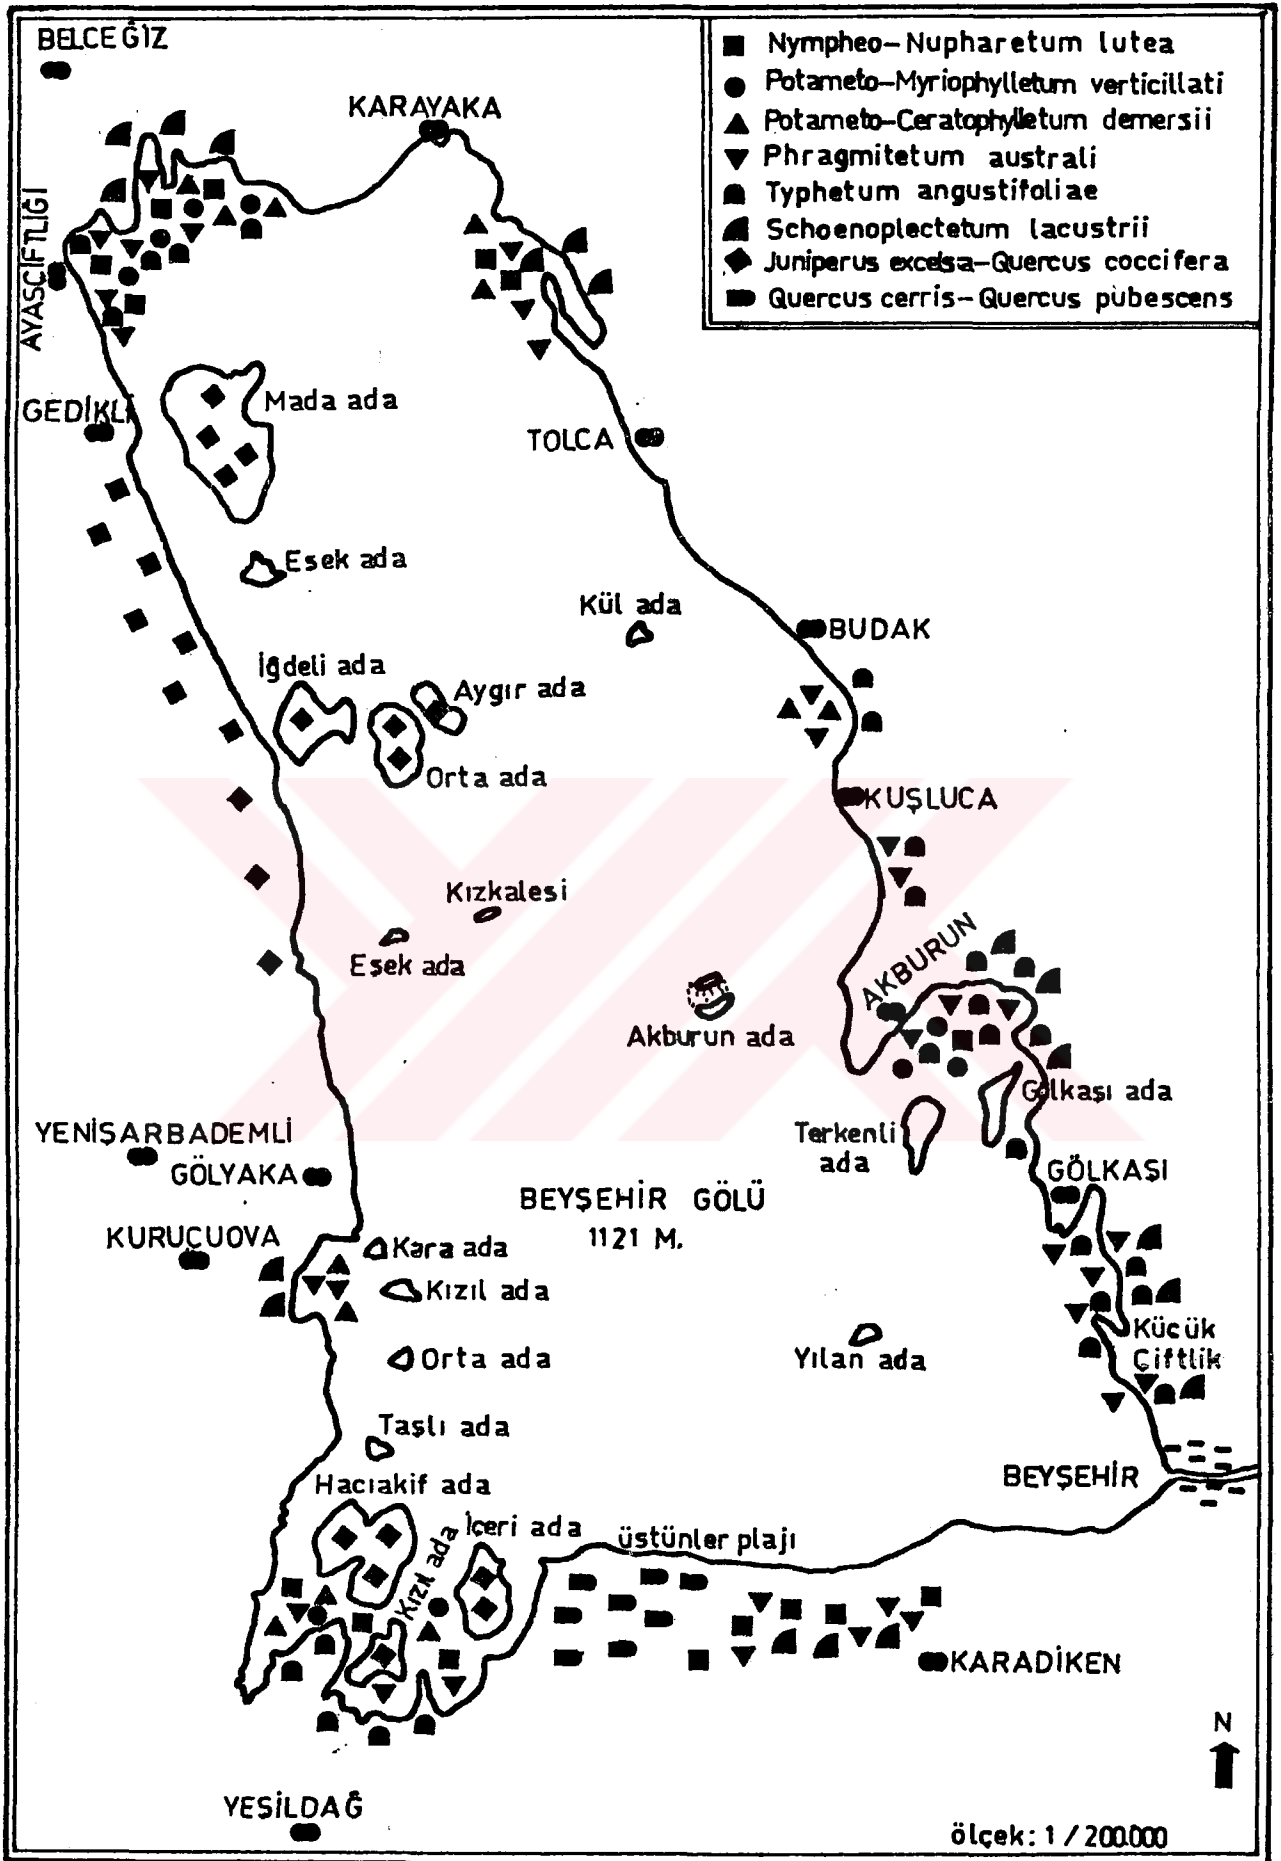 BELCEĞİZ
KARAYAKA
Nympheo-Nupharetum lutea
Potameto-Myriophylletum verticillati
Potameto-Ceratophylletum demersii
Phragmitetum australi
Typhetum angustifoliae
Schoenoplectetum lacustrii
Juniperus excelsa-Quercus coccifera
Quercus cerris-Quercus pubescens
AYASÇİFTLİĞİ
GEDİKLİ
Mada ada
TOLCA
Esek ada
Kül ada
BUDAK
İğdeli ada
Aygır ada
Orta ada
KUŞLUCA
Kızkalesi
Eşek ada
AKBURUN
Akburun ada
Gölkaşı ada
YENİŞARBADEMLİ
Terkenli
ada
GÖLYAKA
GÖLKAŞI
BEYŞEHİR GÖLÜ
1121 M.
KURUÇUOVA
Kara ada
Kızıl ada
Küçük
Çiftlik
Orta ada
Yılan ada
Taşlı ada
BEYŞEHİR
Hacıakif ada
İçeri ada
Kızıl ada
üstünler plajı
KARADİKEN
N
YEŞİLDAĞ
ölçek: 1 / 200.000